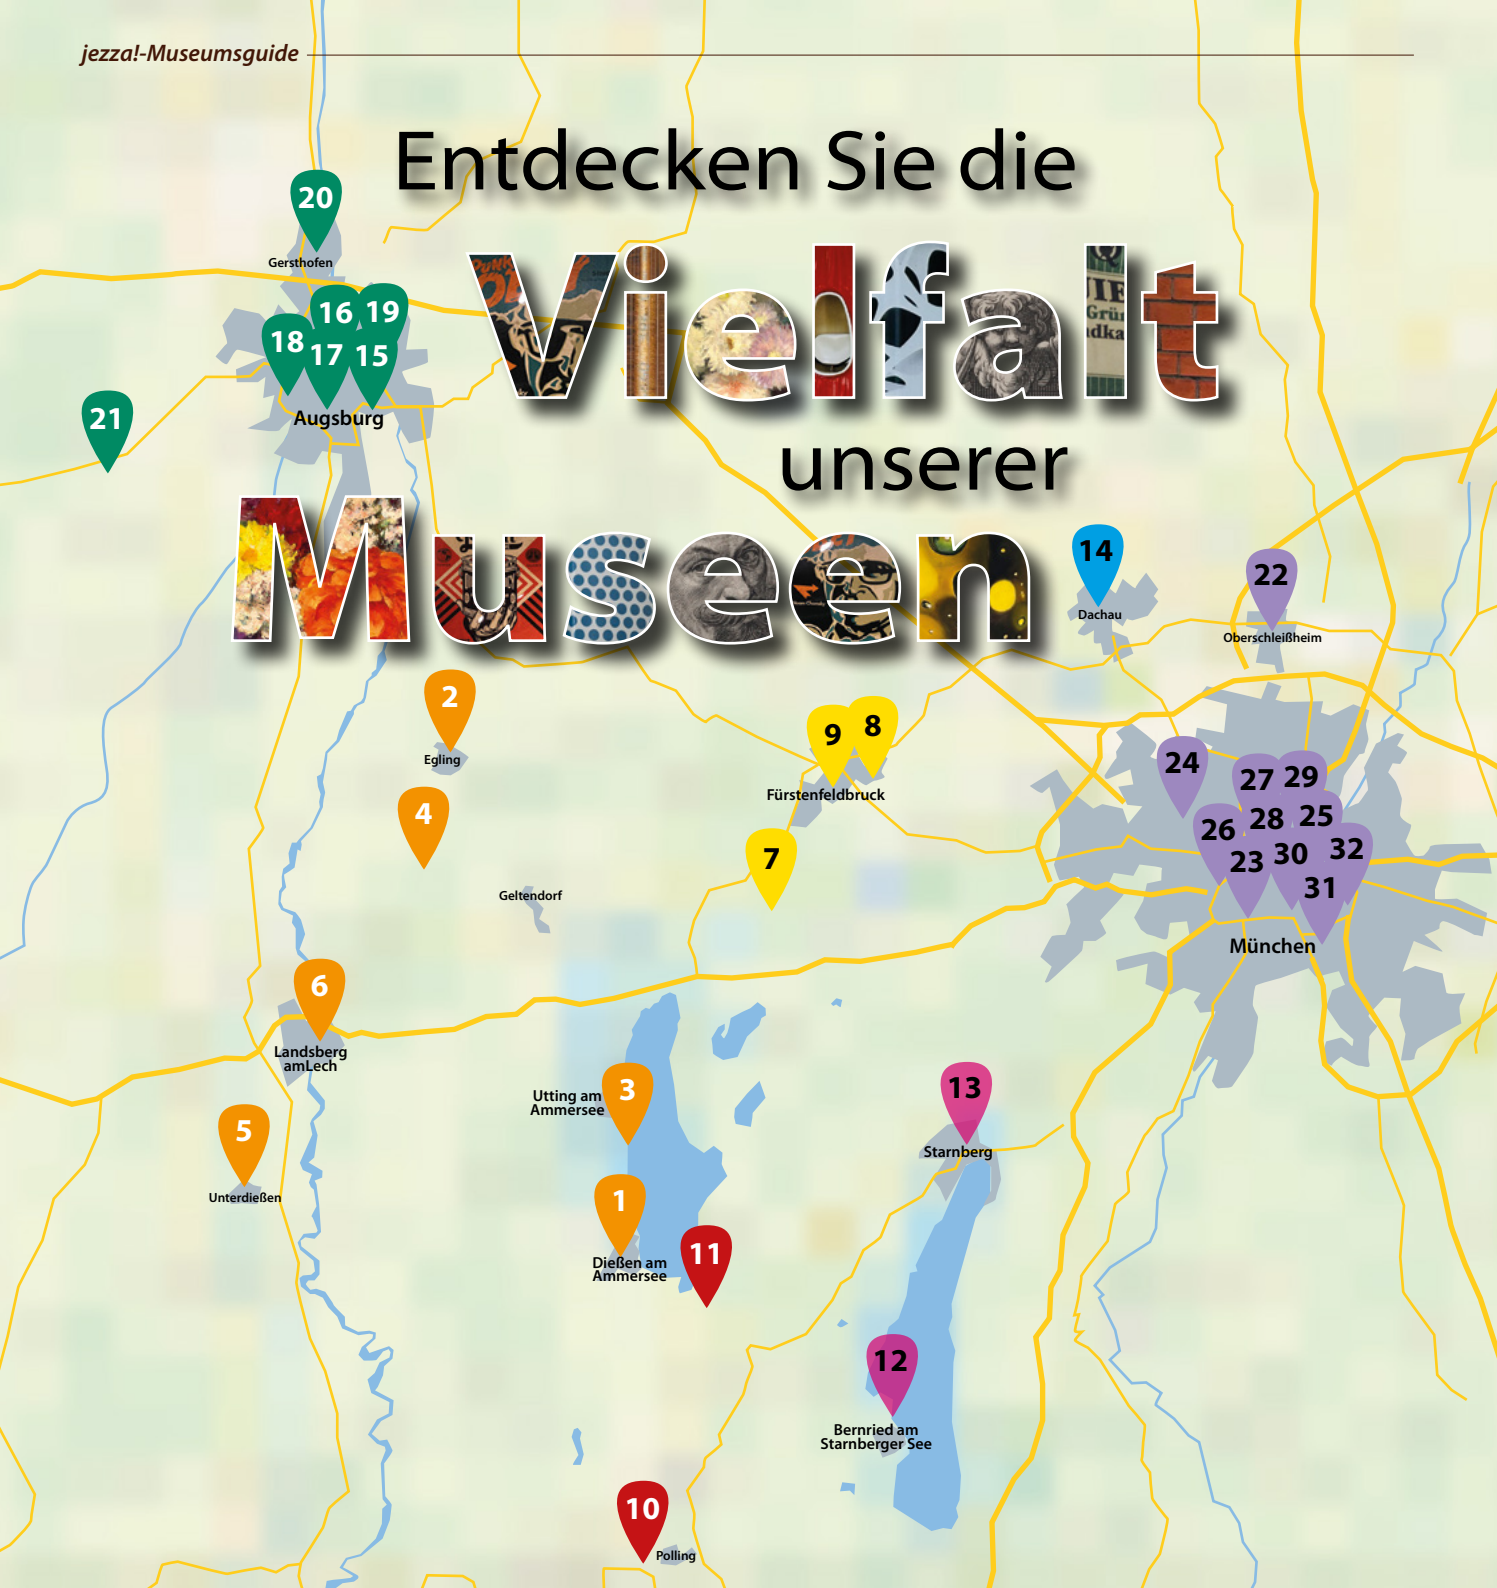 jezza!-Museumsguide
Entdecken Sie die
Vielfalt
unserer
Museen
20
Gersthofen
16
19
18
17
15
Augsburg
21
14
Dachau
22
Oberschleißheim
2
Egling
4
9
8
Fürstenfeldbruck
7
24
27
29
26
28
25
23
30
32
31
München
Geltendorf
6
Landsberg
amLech
5
Unterdießen
3
Utting am
Ammersee
1
Dießen am
Ammersee
11
13
Starnberg
12
Bernried am
Starnberger See
10
Polling